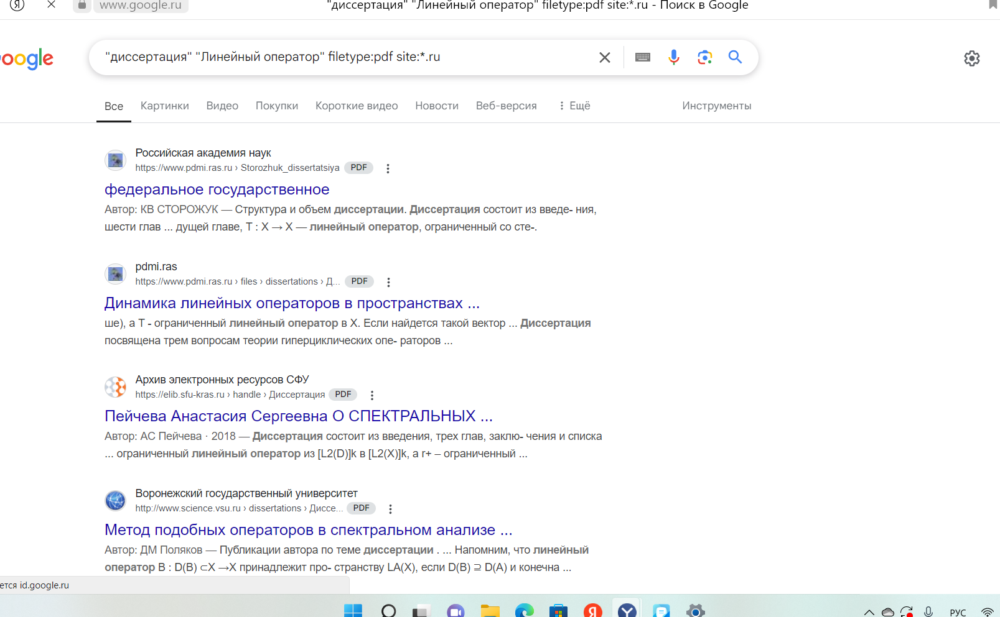 www.google.ru
"диссертация" "Линейный оператор" filetype:pdf site:*.ru - Поиск в Google
oogle
"диссертация" "Линейный оператор" filetype:pdf site:*.ru
Все Картинки Видео Покупки Короткие видео Новости Веб-версия Ещё Инструменты
Российская академия наук
https://www.pdmi.ras.ru › Storozhuk_dissertatsiya PDF
федеральное государственное
Автор: КВ СТОРОЖУК — Структура и объем диссертации. Диссертация состоит из введе- ния,
шести глав ... дущей главе, T : X → X — линейный оператор, ограниченный со сте-.
pdmi.ras
https://www.pdmi.ras.ru › files › dissertations › Д... PDF
Динамика линейных операторов в пространствах ...
ше), а T - ограниченный линейный оператор в X. Если найдется такой вектор ... Диссертация
посвящена трем вопросам теории гиперциклических опе- раторов ...
Архив электронных ресурсов СФУ
https://elib.sfu-kras.ru › handle › Диссертация PDF
Пейчева Анастасия Сергеевна О СПЕКТРАЛЬНЫХ ...
Автор: АС Пейчева · 2018 — Диссертация состоит из введения, трех глав, заклю- чения и списка
... ограниченный линейный оператор из [L2(D)]k в [L2(X)]k, а r+ – ограниченный ...
Воронежский государственный университет
http://www.science.vsu.ru › dissertations › Диссе... PDF
Метод подобных операторов в спектральном анализе ...
Автор: ДМ Поляков — Публикации автора по теме диссертации . ... Напомним, что линейный
оператор B : D(B) ⊂X →X принадлежит про- странству LA(X), если D(B) ⊇ D(A) и конечна ...
ется id.google.ru
РУС